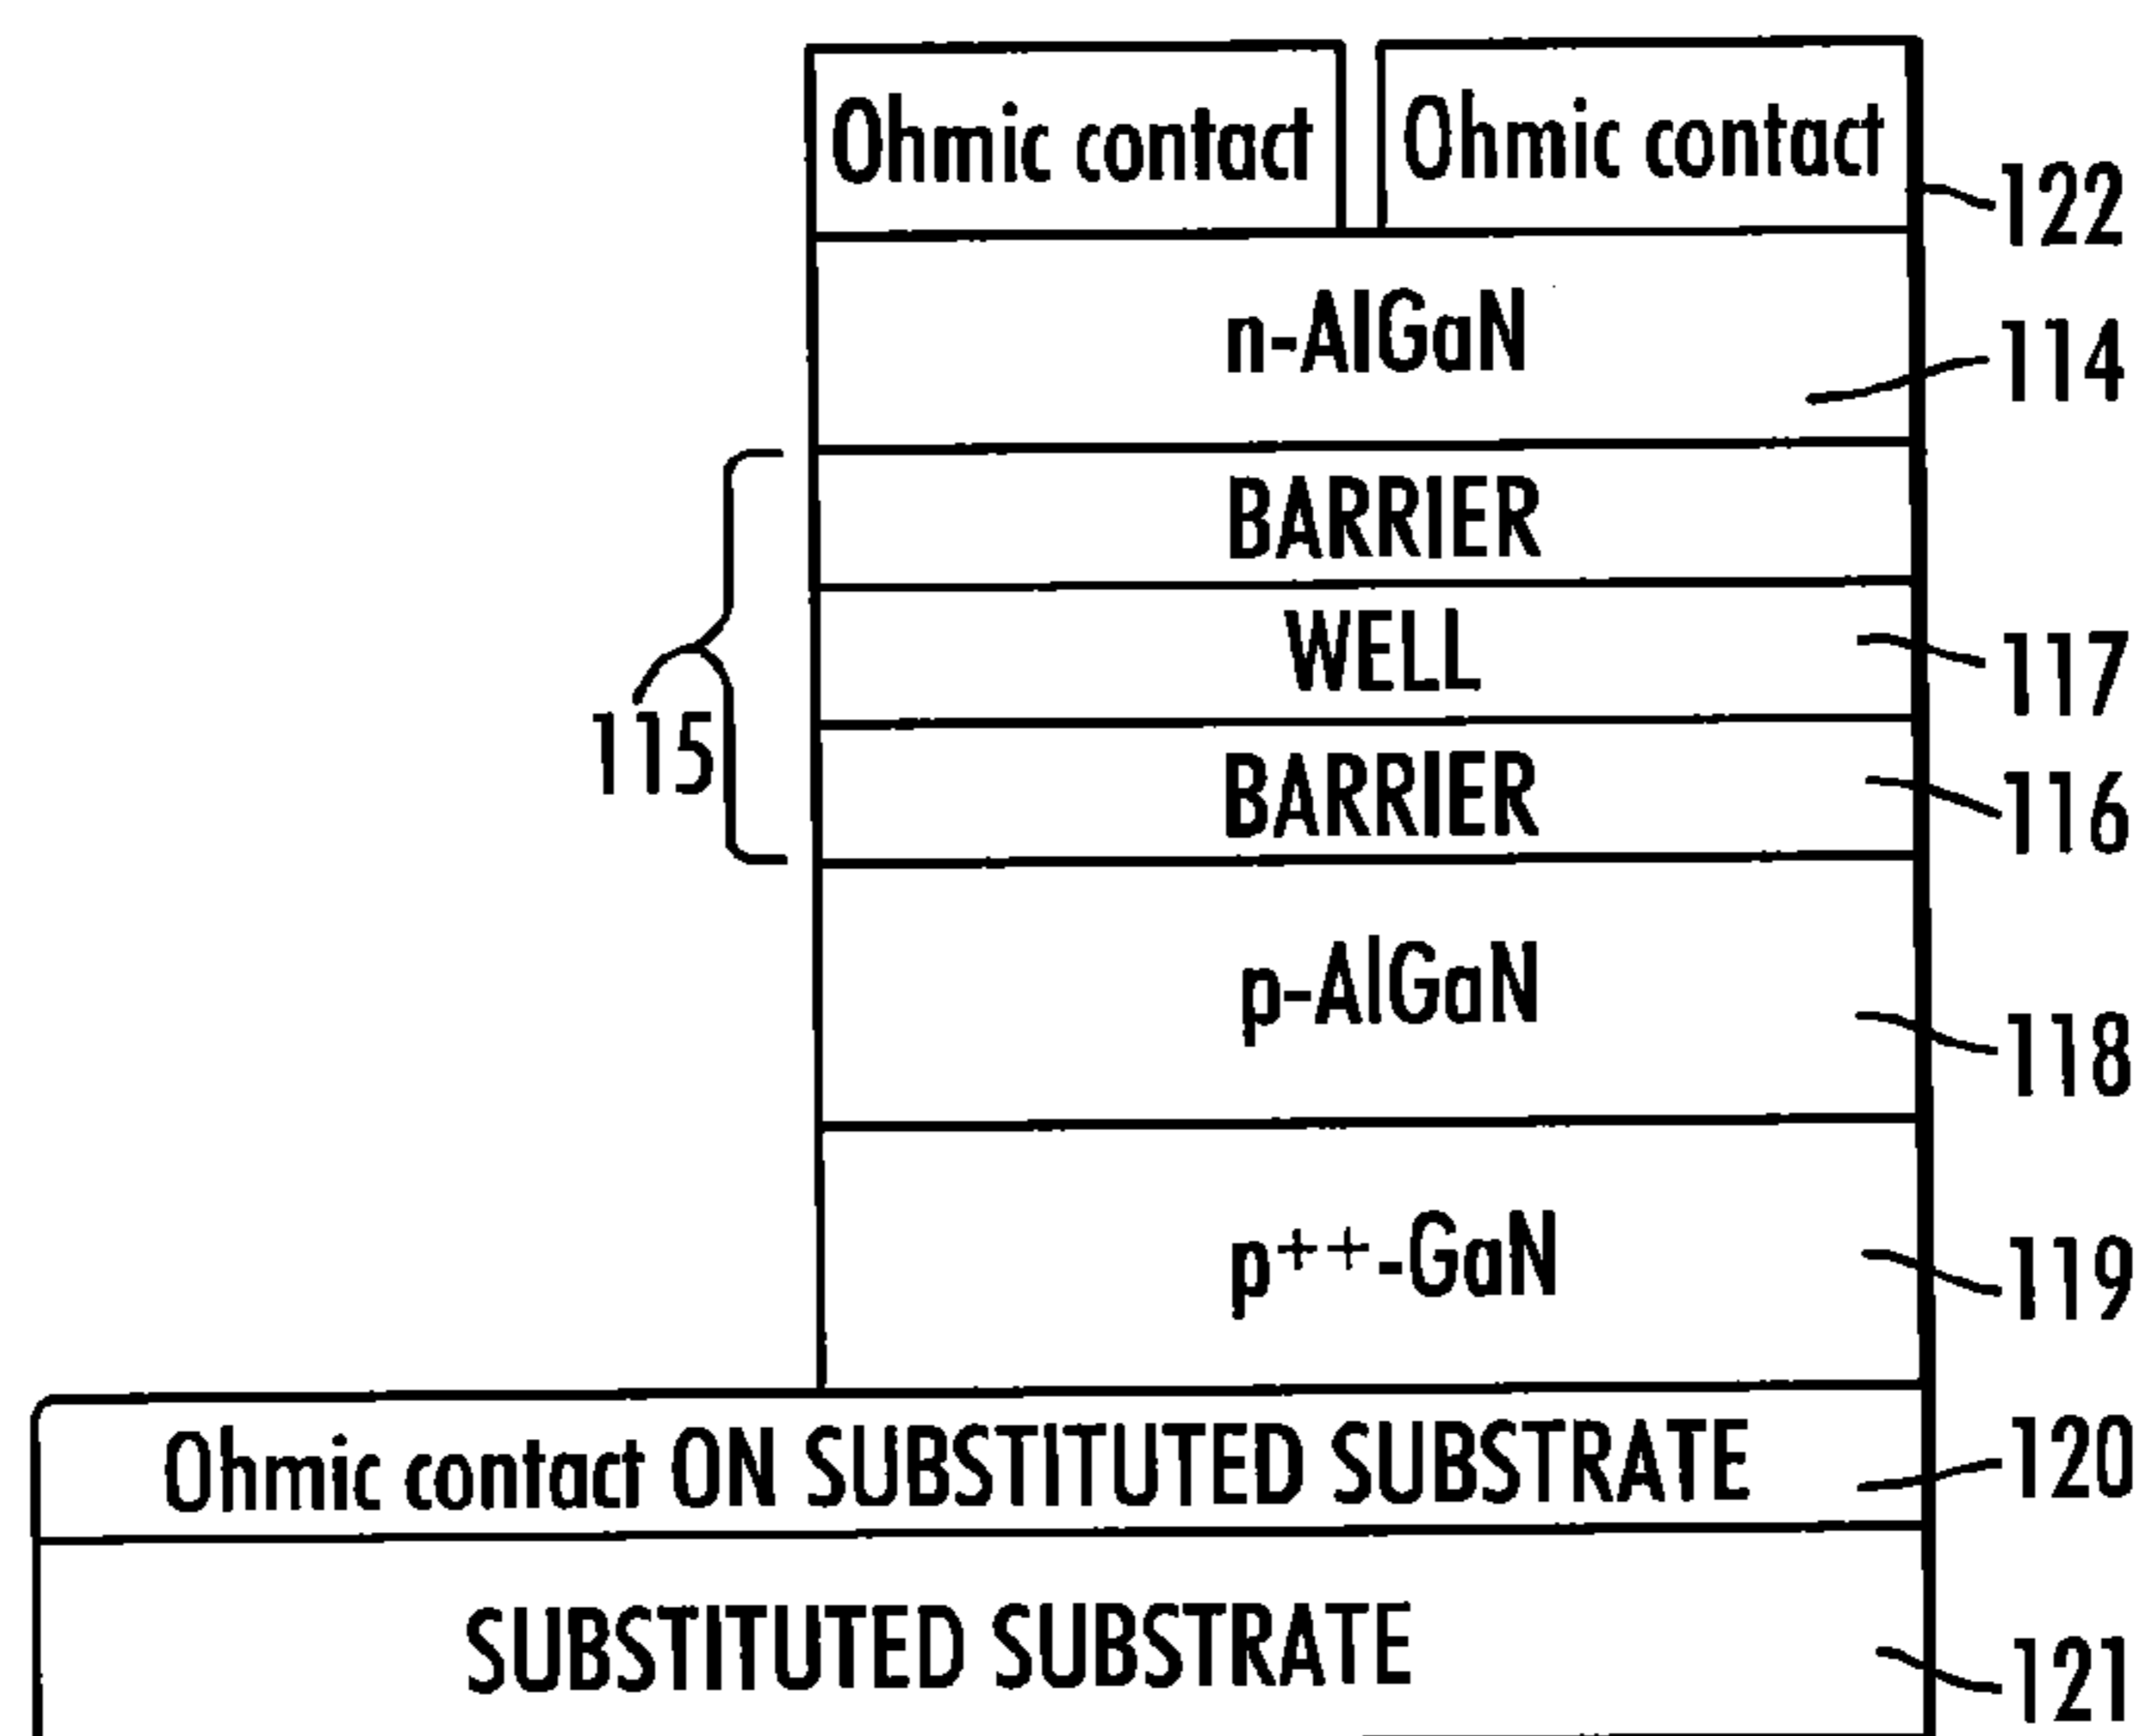 Ohmic contact Ohmic contact
122
n-AlGaN
114
BARRIER
WELL
117
115
BARRIER
116
p-AlGaN
118
p++-GaN
119
Ohmic contact ON SUBSTITUTED SUBSTRATE
120
SUBSTITUTED SUBSTRATE
121